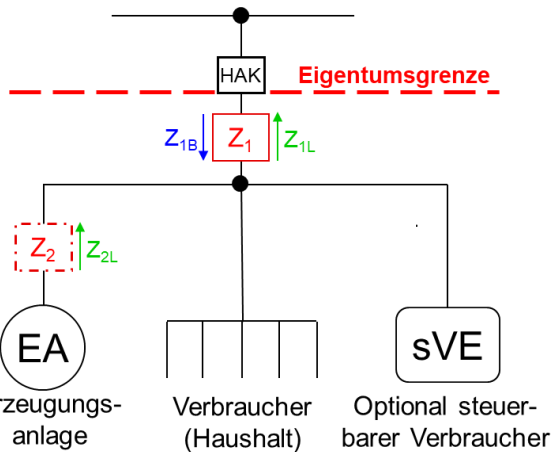 HAK
Eigentumsgrenze
Z1B
Z1
Z1L
Z2
Z2L
EA
sVE
rzeugungs-
anlage
Verbraucher
(Haushalt)
Optional steuer-
barer Verbraucher